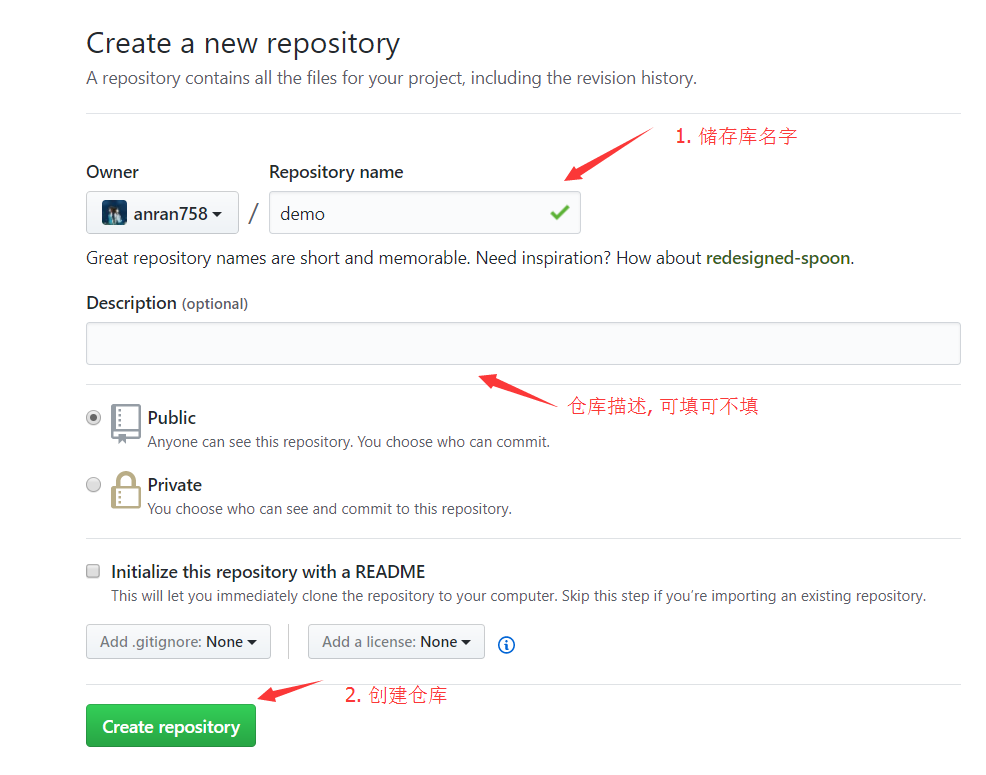 Create a new repository
A repository contains all the files for your project, including the revision history.
1. 储存库名字
Owner
Repository name
anran758
/
demo
Great repository names are short and memorable. Need inspiration? How about redesigned-spoon.
Description (optional)
仓库描述, 可填可不填
Public
Anyone can see this repository. You choose who can commit.
Private
You choose who can see and commit to this repository.
Initialize this repository with a README
This will let you immediately clone the repository to your computer. Skip this step if you’re importing an existing repository.
Add .gitignore: None
Add a license: None
2. 创建仓库
Create repository